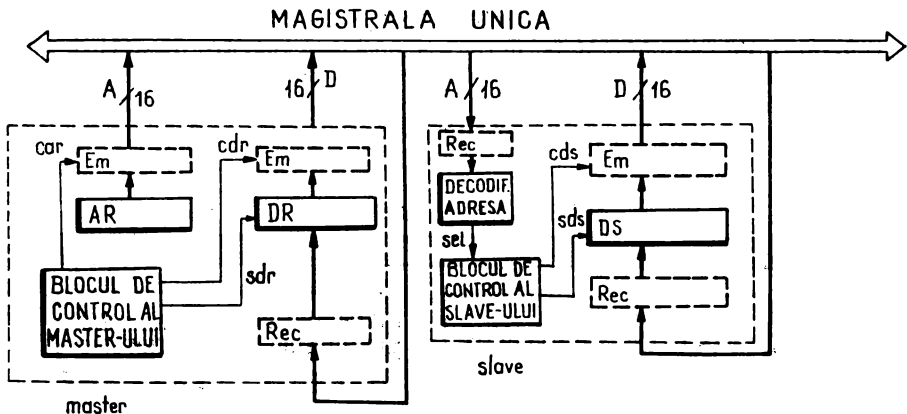 MAGISTRALA UNICA
A 16
16 D
A 16
D 16
car
Em
cdr
Em
AR
DR
sdr
BLOCUL DE
CONTROL AL
MASTER-ULUI
Rec
master
Rec
DECODIF.
ADRESA
sel
BLOCUL DE
CONTROL AL
SLAVE-ULUI
cds
Em
sds
DS
Rec
slave